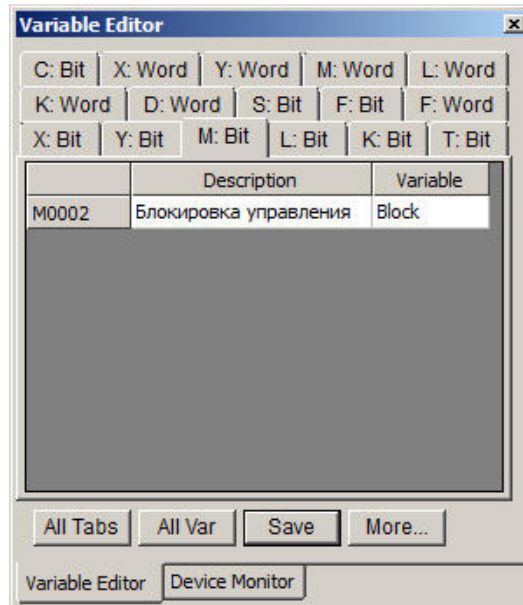 Variable Editor
C: Bit X: Word Y: Word M: Word L: Word
K: Word D: Word S: Bit F: Bit F: Word
X: Bit Y: Bit M: Bit L: Bit K: Bit T: Bit
Description Variable
M0002 Блокировка управления Block
All Tabs All Var Save More...
Variable Editor Device Monitor